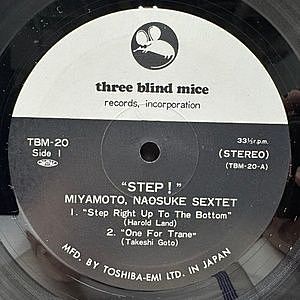 three blind mice
records, incorporation
TBM-20
Side 1
33⅓ r.p.m.
(STEREO)
(TBM-20-A)
"STEP!"
MIYAMOTO, NAOSUKE SEXTET
1. "Step Right Up To The Bottom"
(Harold Land)
2. "One For Trane"
(Takeshi Goto)
MFD. BY TOSHIBA-EMI LTD. IN JAPAN